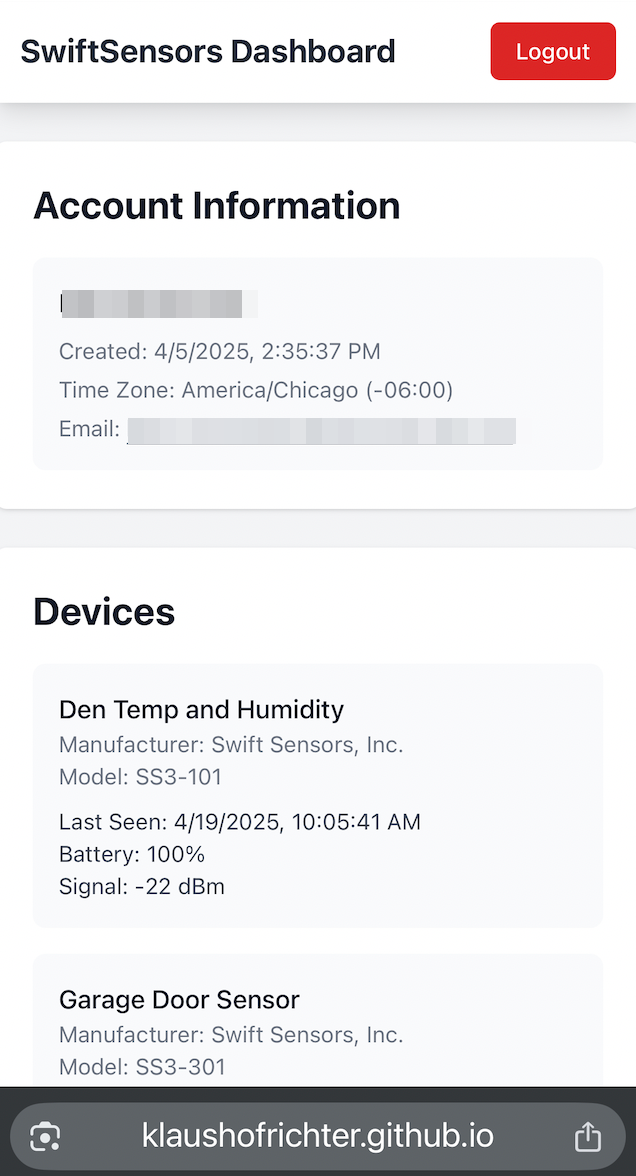 SwiftSensors Dashboard
Logout
Account Information
Created: 4/5/2025, 2:35:37 PM
Time Zone: America/Chicago (-06:00)
Email:
Devices
Den Temp and Humidity
Manufacturer: Swift Sensors, Inc.
Model: SS3-101
Last Seen: 4/19/2025, 10:05:41 AM
Battery: 100%
Signal: -22 dBm
Garage Door Sensor
Manufacturer: Swift Sensors, Inc.
Model: SS3-301
klaushofrichter.github.io